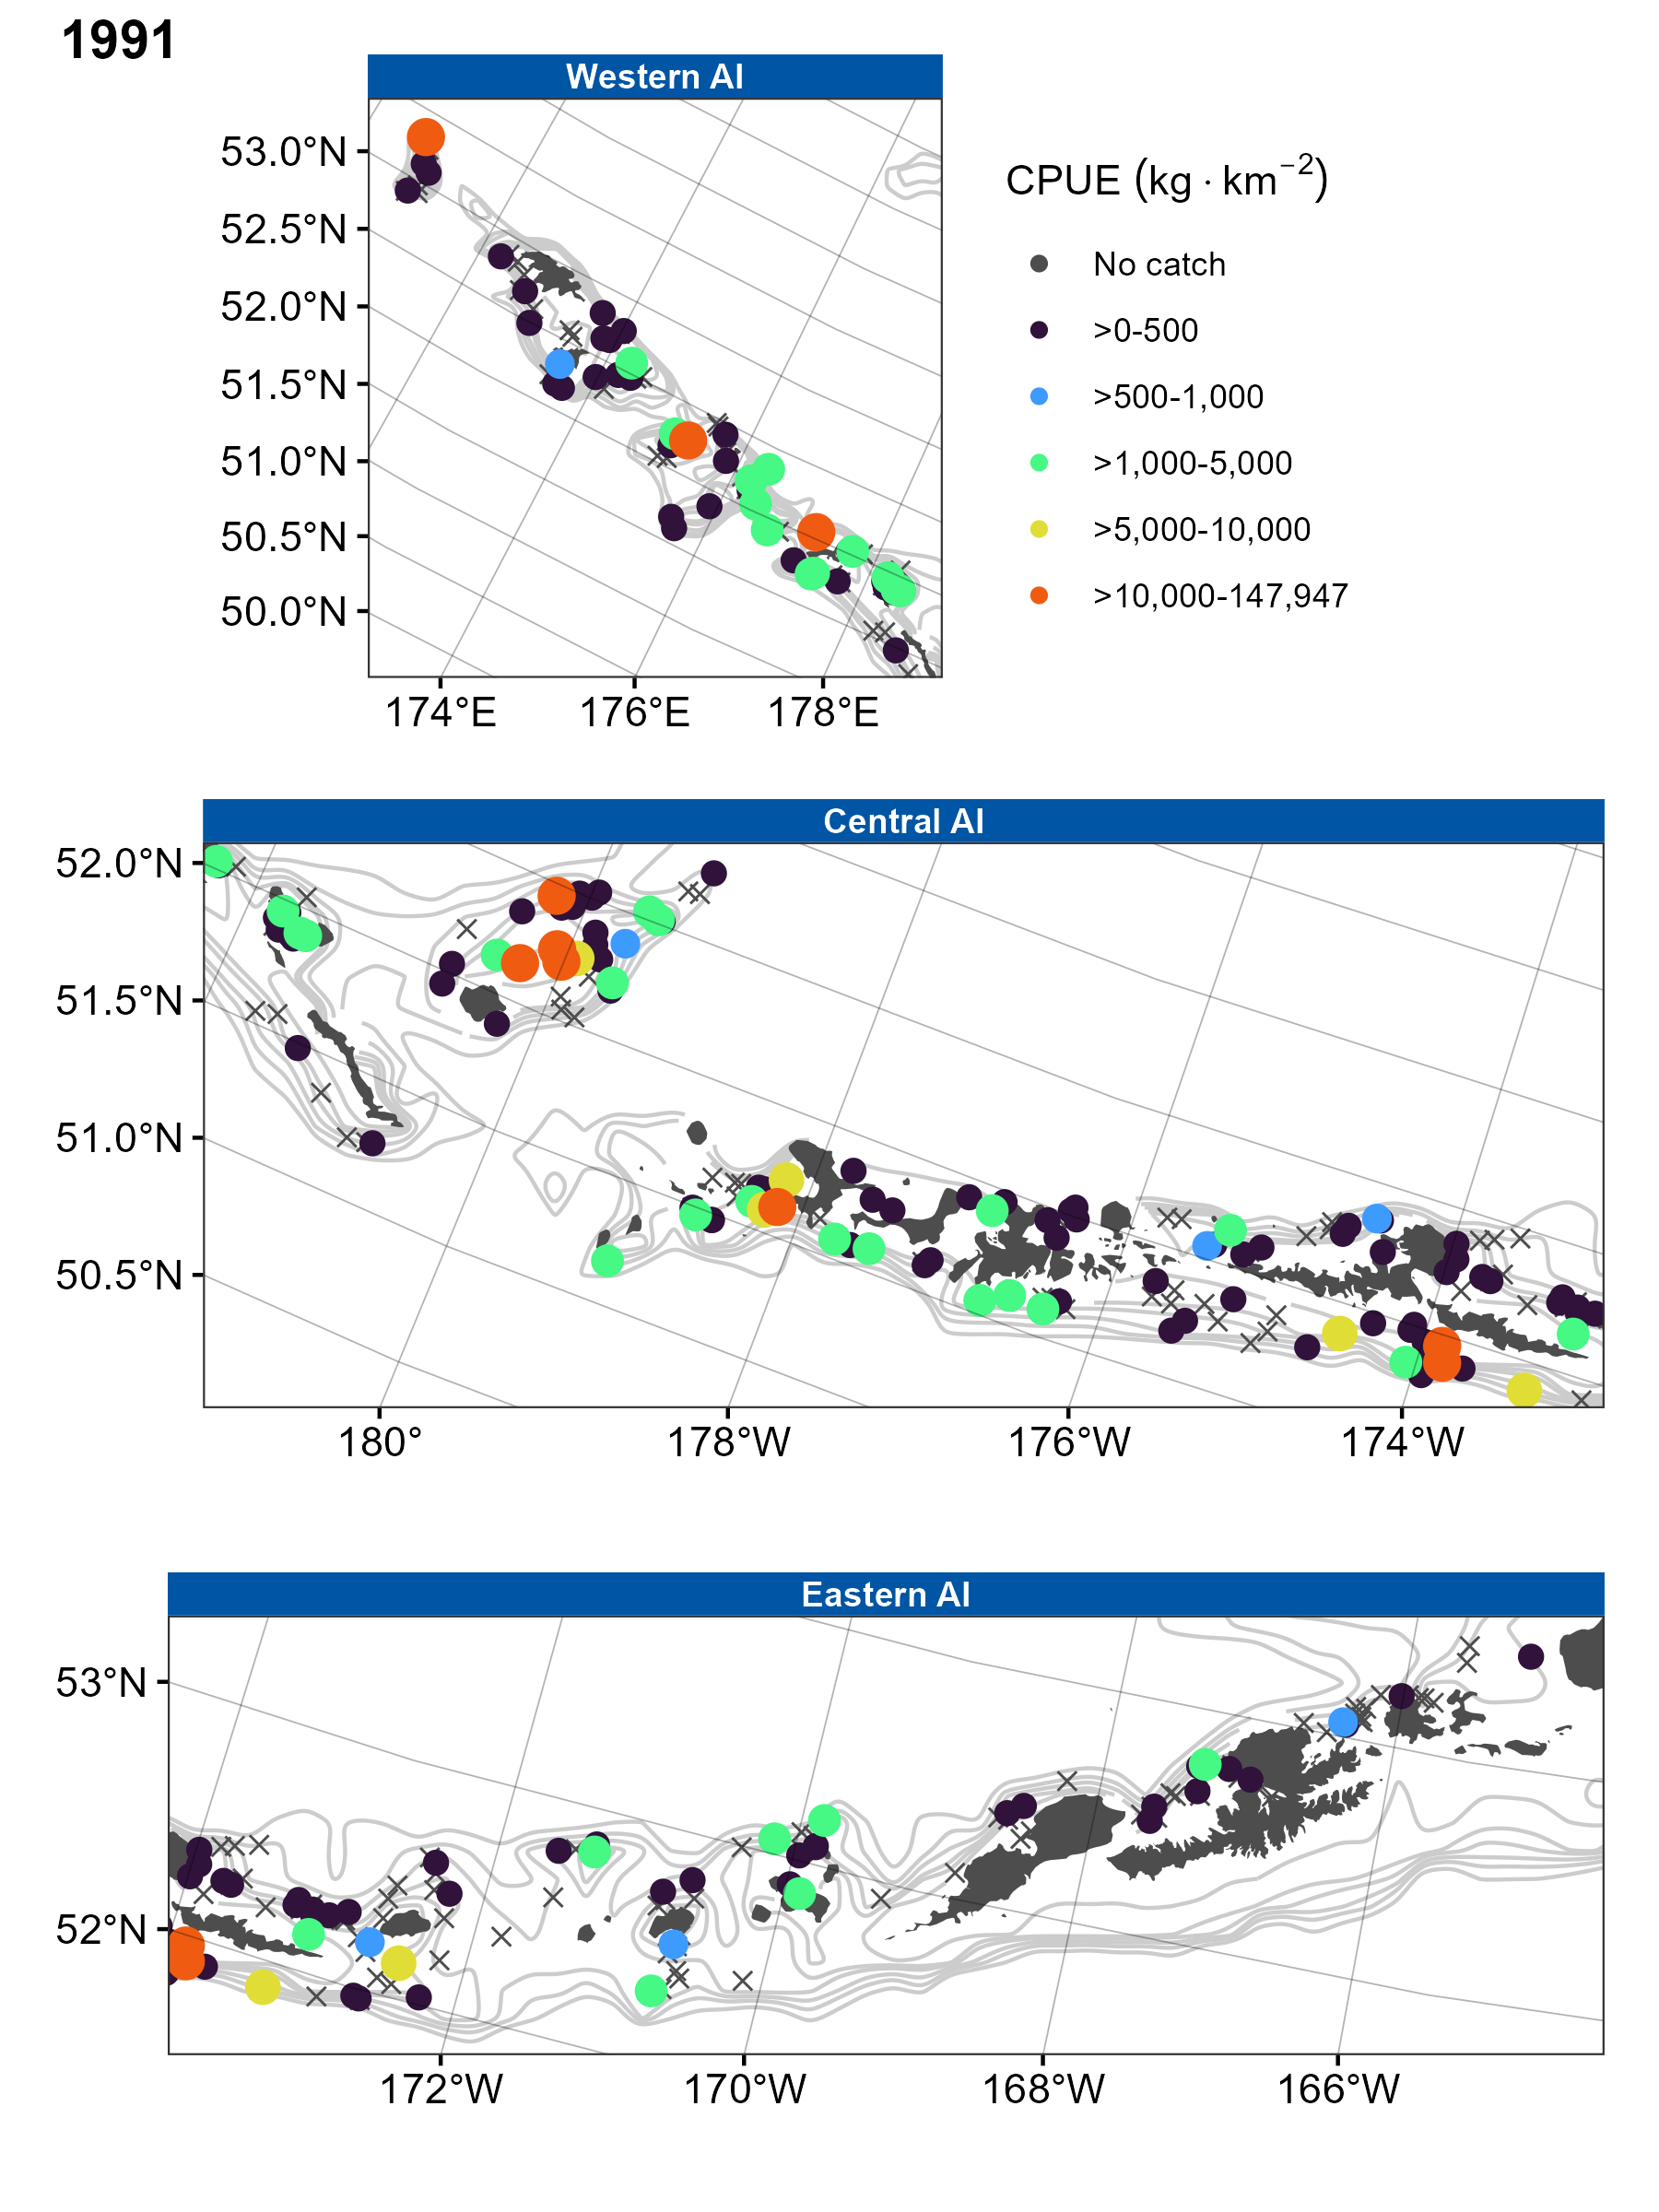 1991
Western AI
53.0°N
52.5°N
52.0°N
51.5°N
51.0°N
50.5°N
50.0°N
174°E 176°E 178°E
CPUE (kg · km⁻²)
No catch
>0-500
>500-1,000
>1,000-5,000
>5,000-10,000
>10,000-147,947
Central AI
52.0°N
51.5°N
51.0°N
50.5°N
180° 178°W 176°W 174°W
Eastern AI
53°N
52°N
172°W 170°W 168°W 166°W